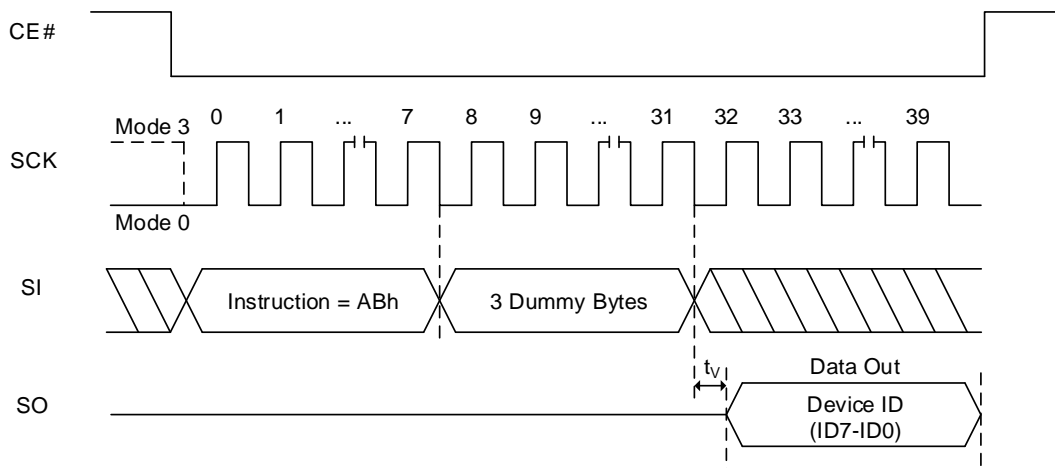 CE#
0 1 ... 7 8 9 ... 31 32 33 ... 39
Mode 3
SCK
Mode 0
SI
Instruction = ABh
3 Dummy Bytes
tV
Data Out
SO
Device ID
(ID7-ID0)